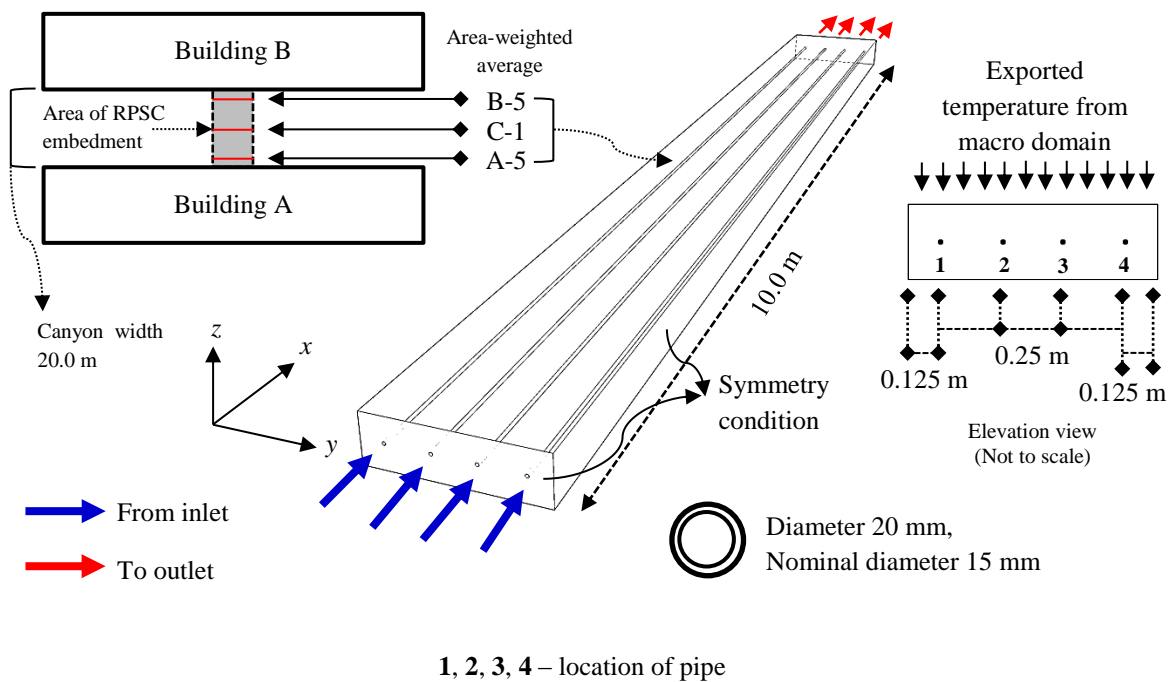 Building B
Area-weighted
average
B-5
C-1
A-5
Area of RPSC
embedment
Building A
Canyon width
20.0 m
z
x
y
10.0 m
Symmetry
condition
Exported
temperature from
macro domain
1 2 3 4
0.25 m
0.125 m
0.125 m
Elevation view
(Not to scale)
From inlet
To outlet
Diameter 20 mm,
Nominal diameter 15 mm
1, 2, 3, 4 – location of pipe